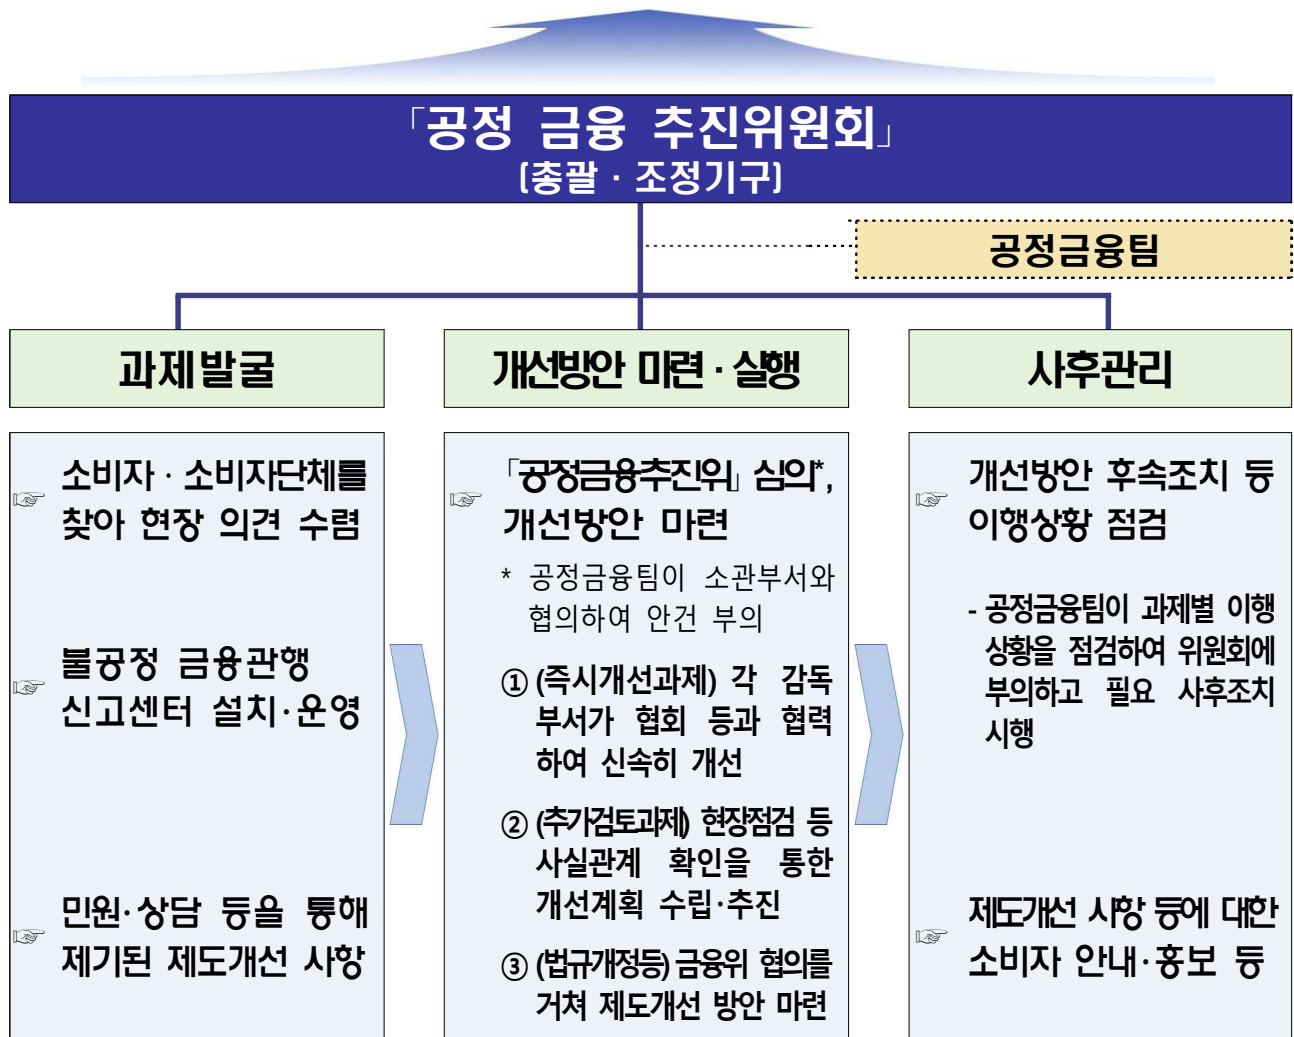 「공정 금융 추진위원회」
(총괄 · 조정기구)
공정금융팀
과제발굴
☞ 소비자 · 소비자단체를
찾아 현장 의견 수렴
☞ 불공정 금융관행
신고센터 설치·운영
☞ 민원·상담 등을 통해
제기된 제도개선 사항
개선방안 마련 · 실행
☞ 「공정금융추진위」 심의*,
개선방안 마련
* 공정금융팀이 소관부서와
협의하여 안건 부의
① (즉시개선과제) 각 감독
부서가 협회 등과 협력
하여 신속히 개선
② (추가검토과제) 현장점검 등
사실관계 확인을 통한
개선계획 수립·추진
③ (법규개정등) 금융위 협의를
거쳐 제도개선 방안 마련
사후관리
☞ 개선방안 후속조치 등
이행상황 점검
- 공정금융팀이 과제별 이행
상황을 점검하여 위원회에
부의하고 필요 사후조치
시행
☞ 제도개선 사항 등에 대한
소비자 안내·홍보 등